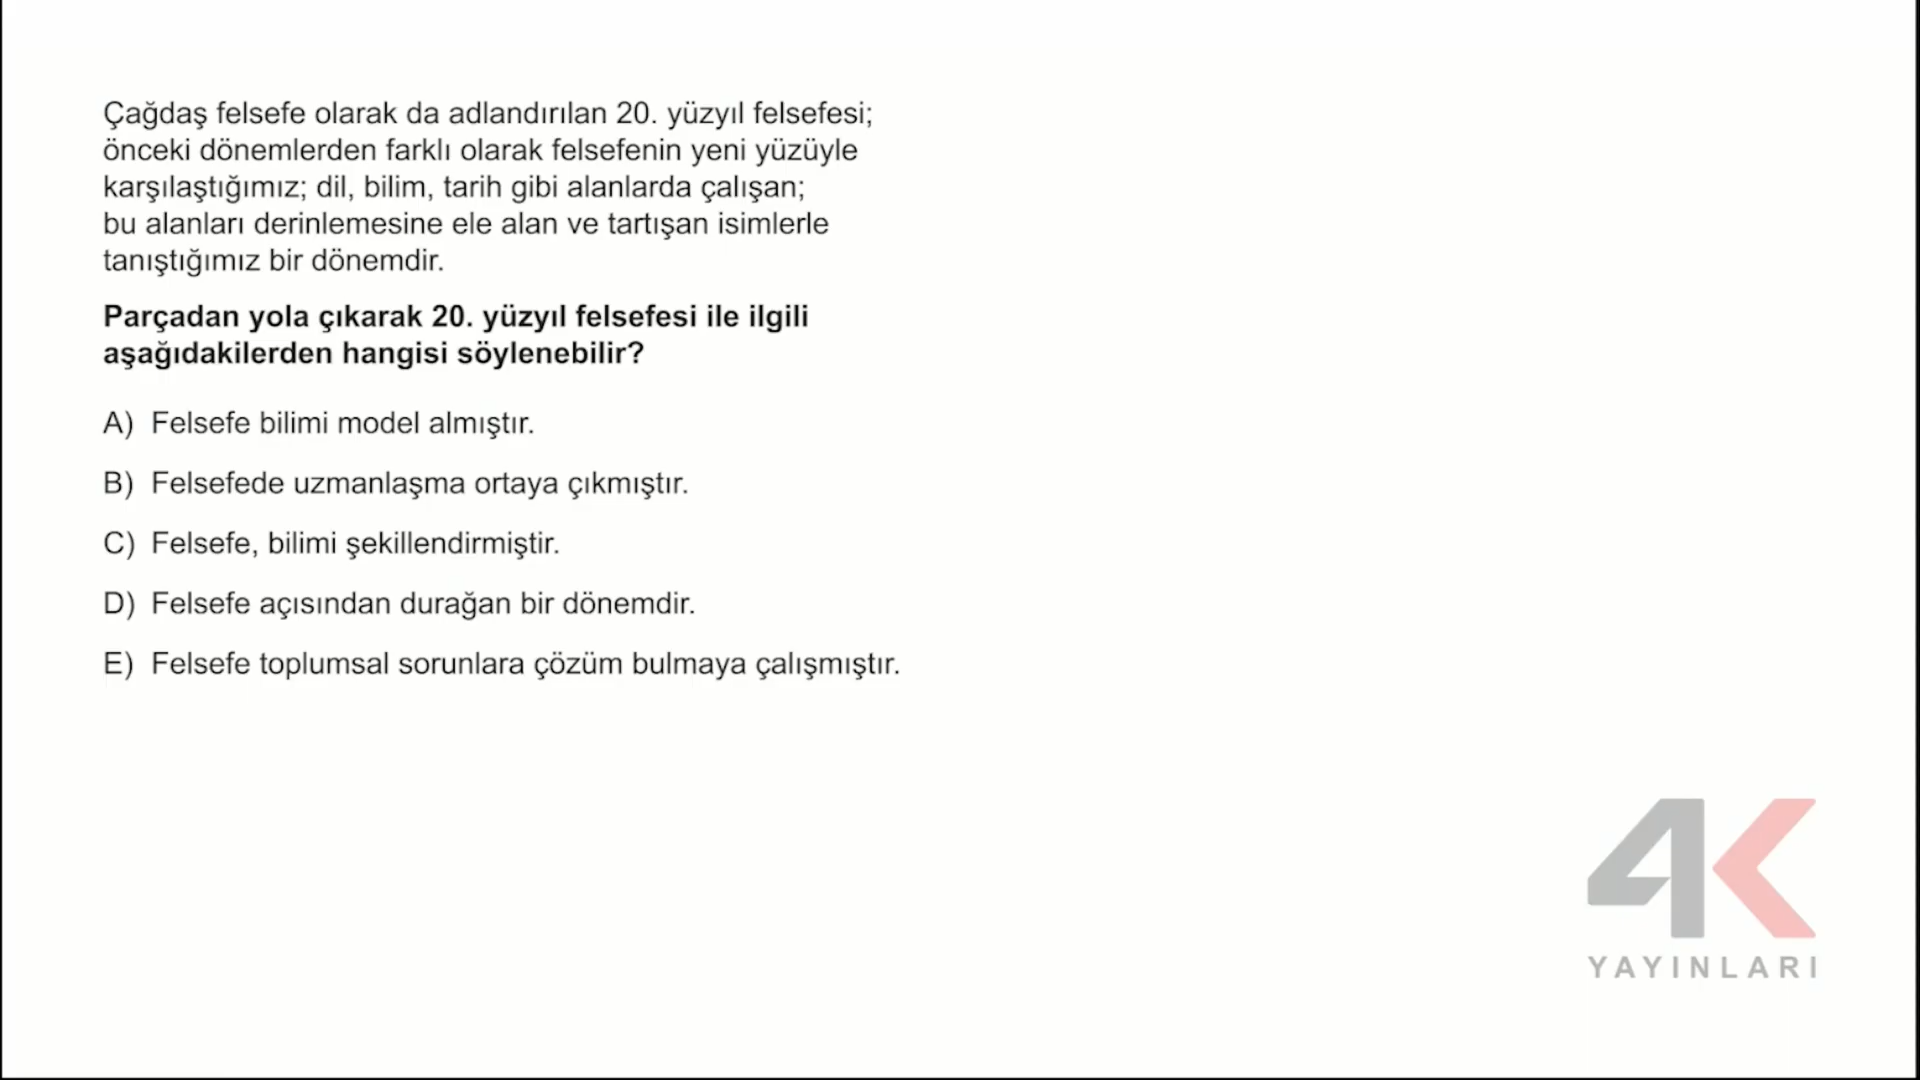 Çağdaş felsefe olarak da adlandırılan 20. yüzyıl felsefesi;
önceki dönemlerden farklı olarak felsefenin yeni yüzüyle
karşılaştığımız; dil, bilim, tarih gibi alanlarda çalışan;
bu alanları derinlemesine ele alan ve tartışan isimlerle
tanıştığımız bir dönemdir.
Parçadan yola çıkarak 20. yüzyıl felsefesi ile ilgili
aşağıdakilerden hangisi söylenebilir?
A) Felsefe bilimi model almıştır.
B) Felsefede uzmanlaşma ortaya çıkmıştır.
C) Felsefe, bilimi şekillendirmiştir.
D) Felsefe açısından durağan bir dönemdir.
E) Felsefe toplumsal sorunlara çözüm bulmaya çalışmıştır.
4K
YAYINLARI